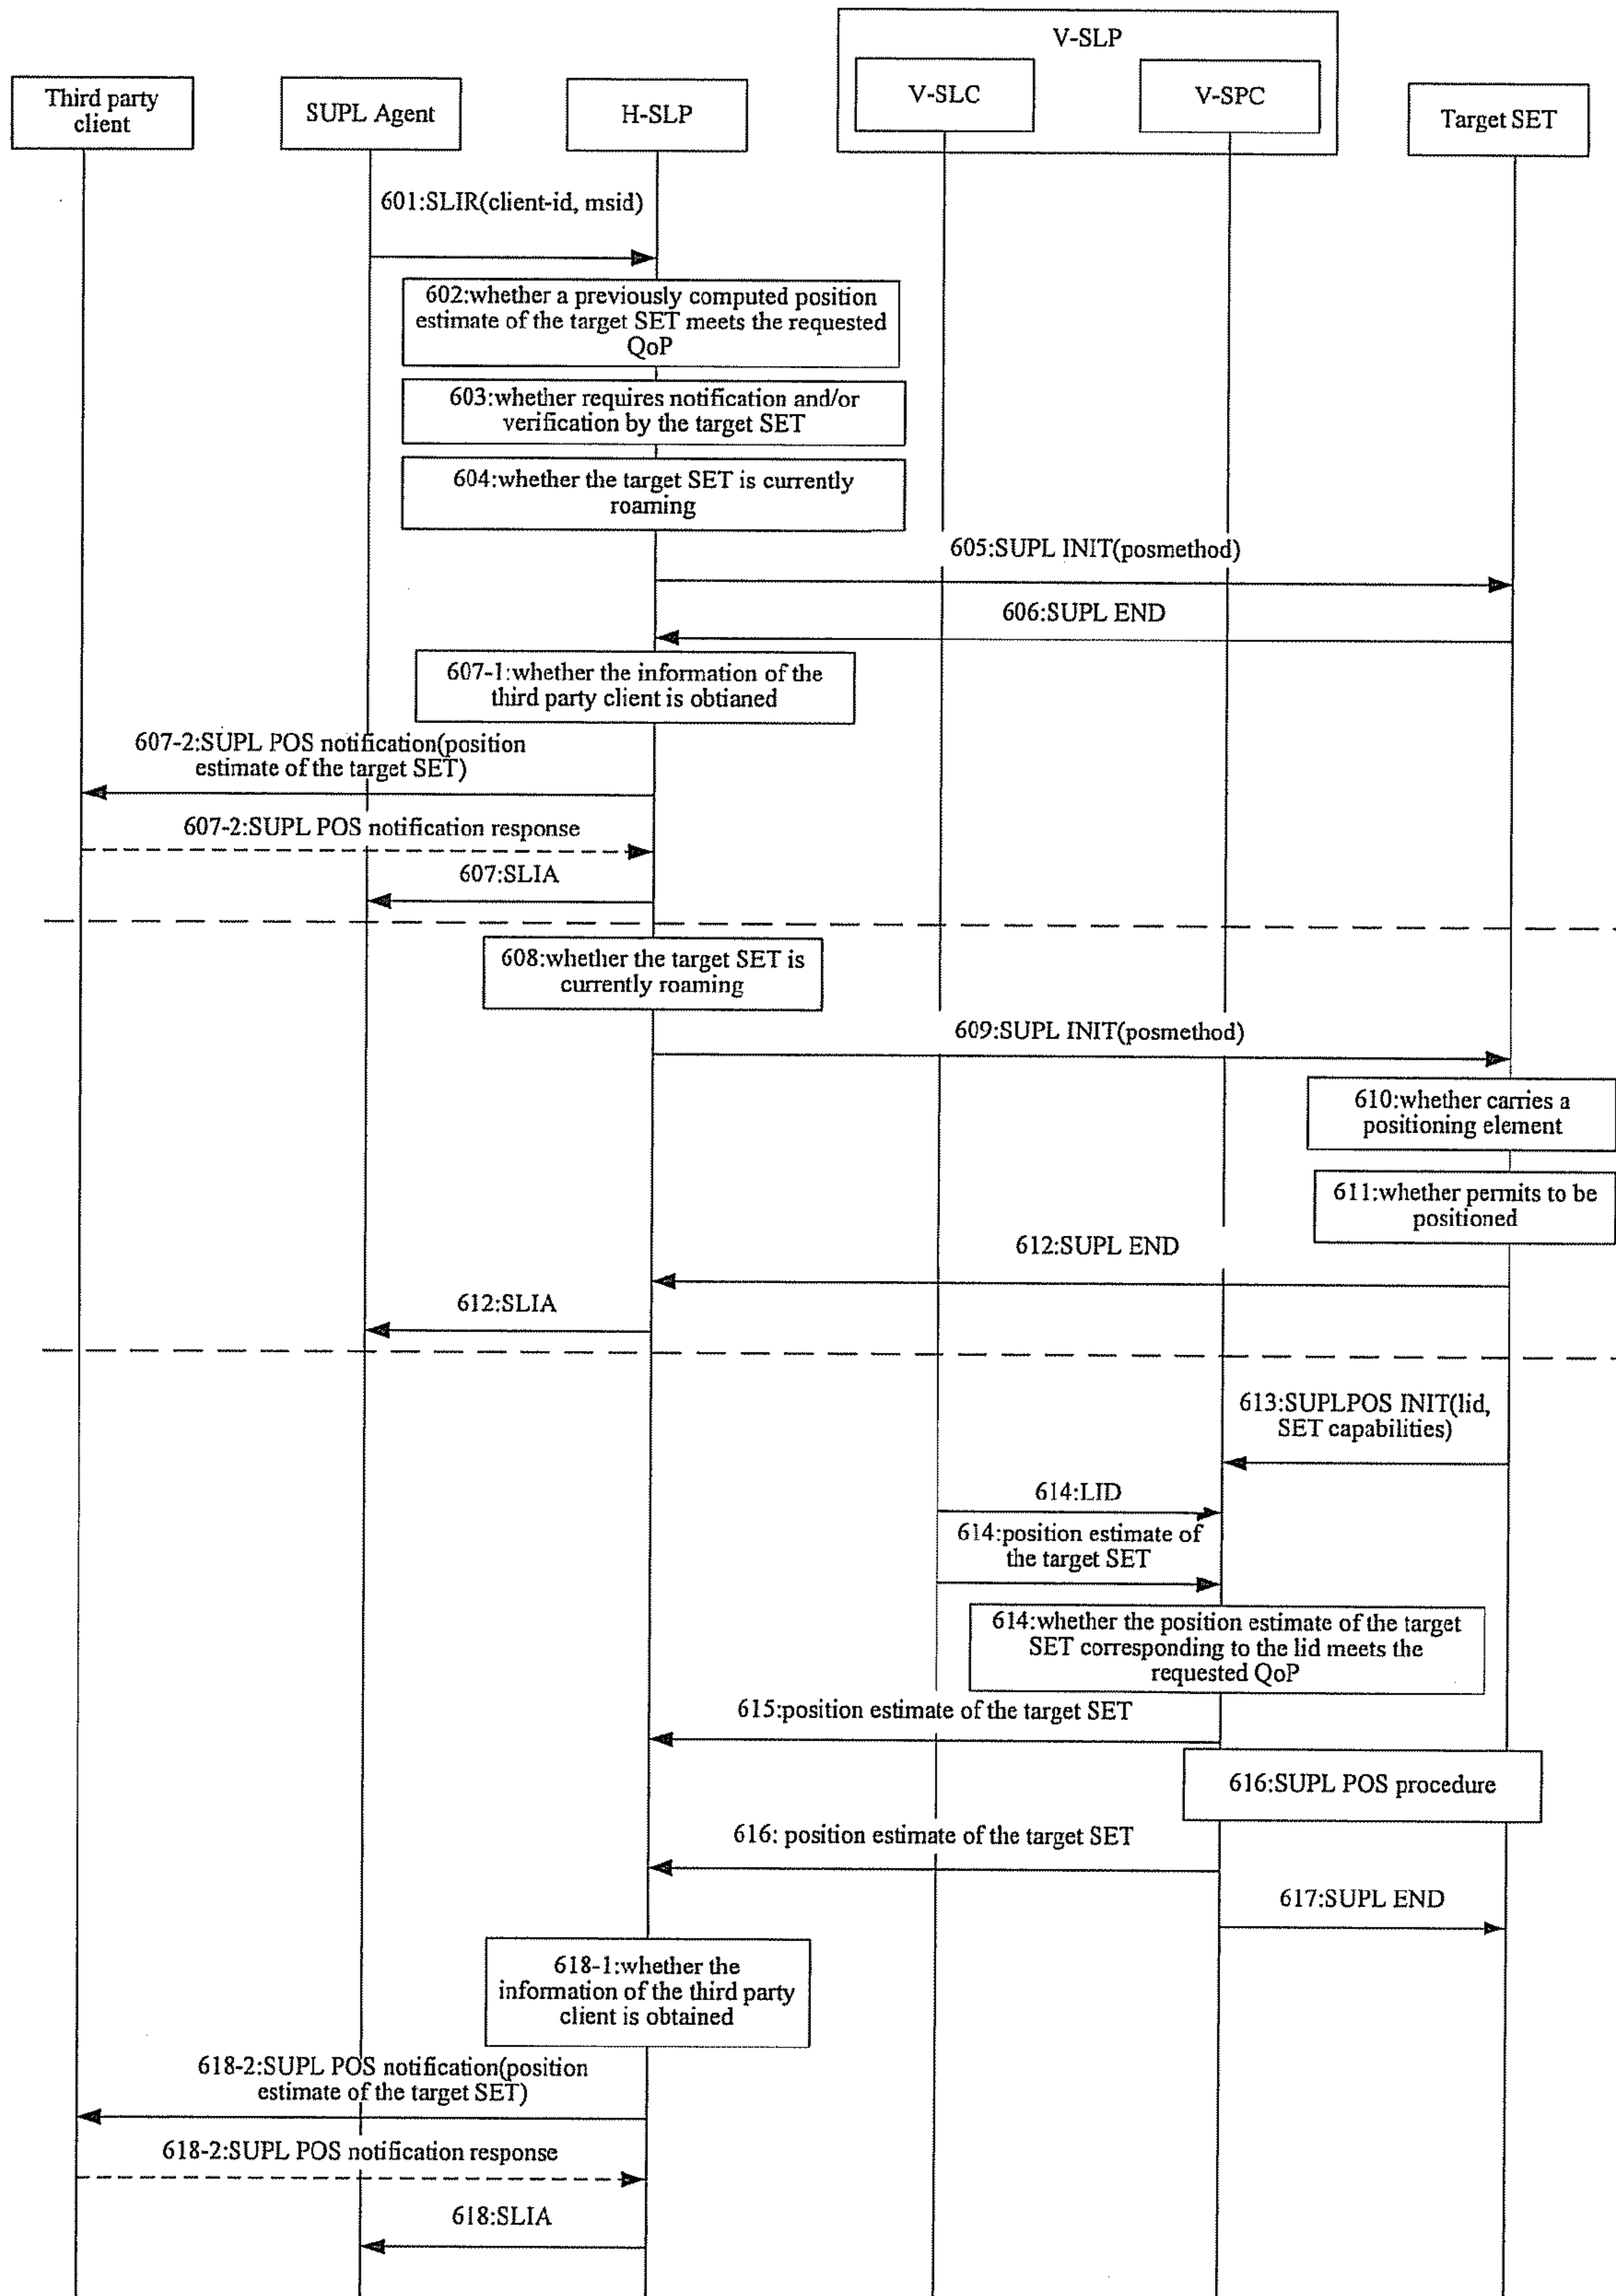 V-SLP
Third party
client
SUPL Agent
H-SLP
V-SLC
V-SPC
Target SET
601:SLIR(client-id, msid)
602:whether a previously computed position
estimate of the target SET meets the requested
QoP
603:whether requires notification and/or
verification by the target SET
604:whether the target SET is currently
roaming
605:SUPL INIT(posmethod)
606:SUPL END
607-1:whether the information of the
third party client is obtianed
607-2:SUPL POS notification(position
estimate of the target SET)
607-2:SUPL POS notification response
607:SLIA
608:whether the target SET is
currently roaming
609:SUPL INIT(posmethod)
610:whether carries a
positioning element
611:whether permits to be
positioned
612:SUPL END
612:SLIA
613:SUPLPOS INIT(lid,
SET capabilities)
614:LID
614:position estimate of
the target SET
614:whether the position estimate of the target
SET corresponding to the lid meets the
requested QoP
615:position estimate of the target SET
616:SUPL POS procedure
616: position estimate of the target SET
617:SUPL END
618-1:whether the
information of the third party
client is obtained
618-2:SUPL POS notification(position
estimate of the target SET)
618-2:SUPL POS notification response
618:SLIA